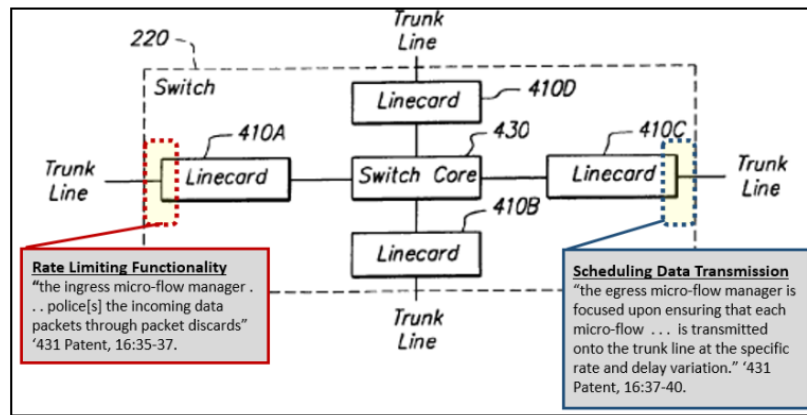 Trunk
Line
220
Switch
Linecard
410D
410A
430
410C
Trunk
Line
Linecard
Switch Core
Linecard
Trunk
Line
410B
Linecard
Rate Limiting Functionality
“the ingress micro-flow manager .
. . police[s] the incoming data
packets through packet discards”
‘431 Patent, 16:35-37.
Trunk
Line
Scheduling Data Transmission
“the egress micro-flow manager is
focused upon ensuring that each
micro-flow . . . is transmitted
onto the trunk line at the specific
rate and delay variation.” ‘431
Patent, 16:37-40.